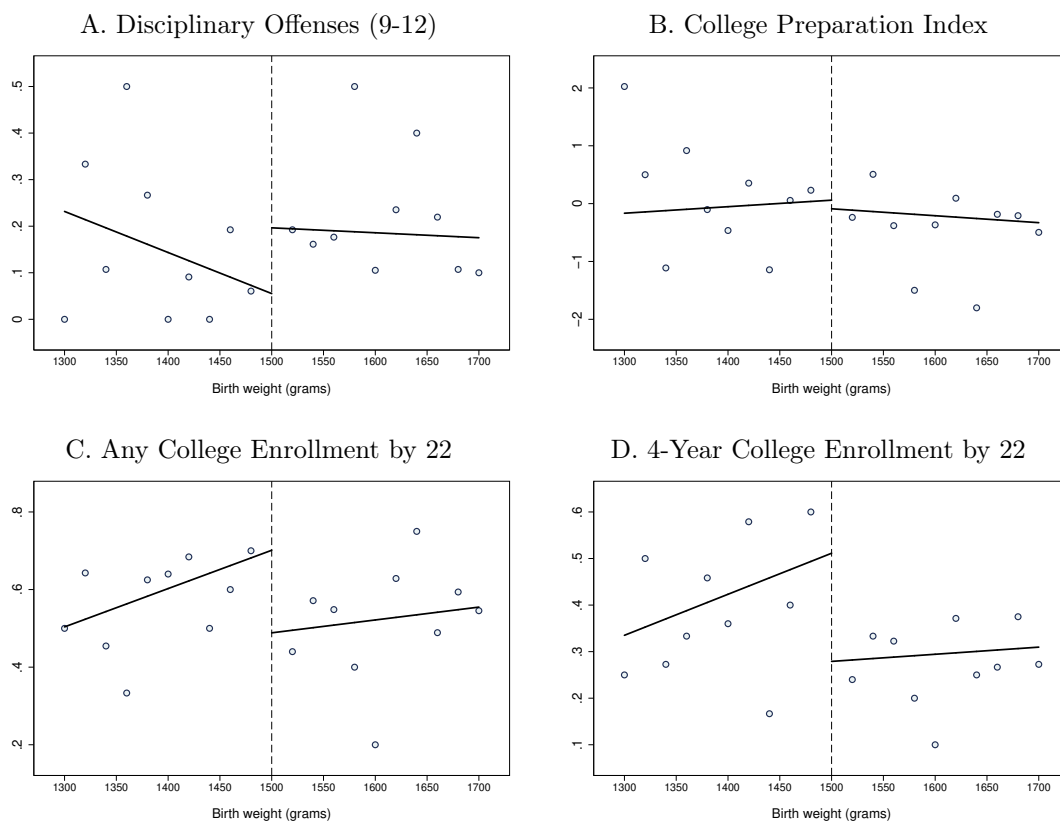 A. Disciplinary Offenses (9-12)
B. College Preparation Index
.5
.4
.3
.2
.1
0
1300 1350 1400 1450 1500 1550 1600 1650 1700
Birth weight (grams)
2
1
0
−1
−2
1300 1350 1400 1450 1500 1550 1600 1650 1700
Birth weight (grams)
C. Any College Enrollment by 22
D. 4-Year College Enrollment by 22
.8
.6
.4
.2
1300 1350 1400 1450 1500 1550 1600 1650 1700
Birth weight (grams)
.6
.5
.4
.3
.2
.1
1300 1350 1400 1450 1500 1550 1600 1650 1700
Birth weight (grams)